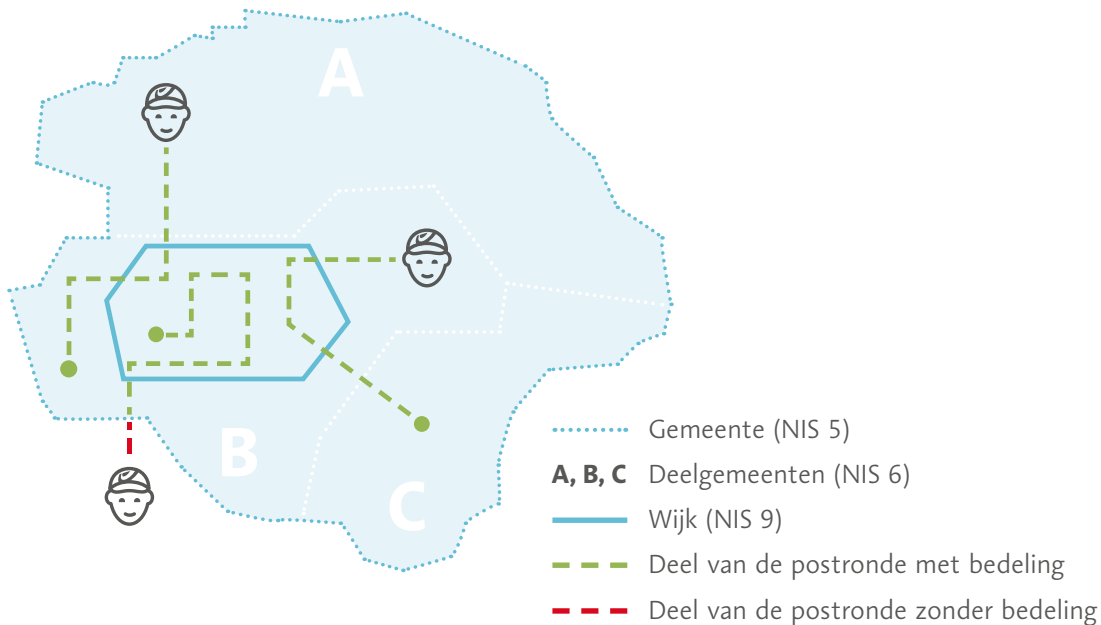 A
B
C
Gemeente (NIS 5)
A, B, C Deelgemeenten (NIS 6)
Wijk (NIS 9)
Deel van de postronde met bedeling
Deel van de postronde zonder bedeling